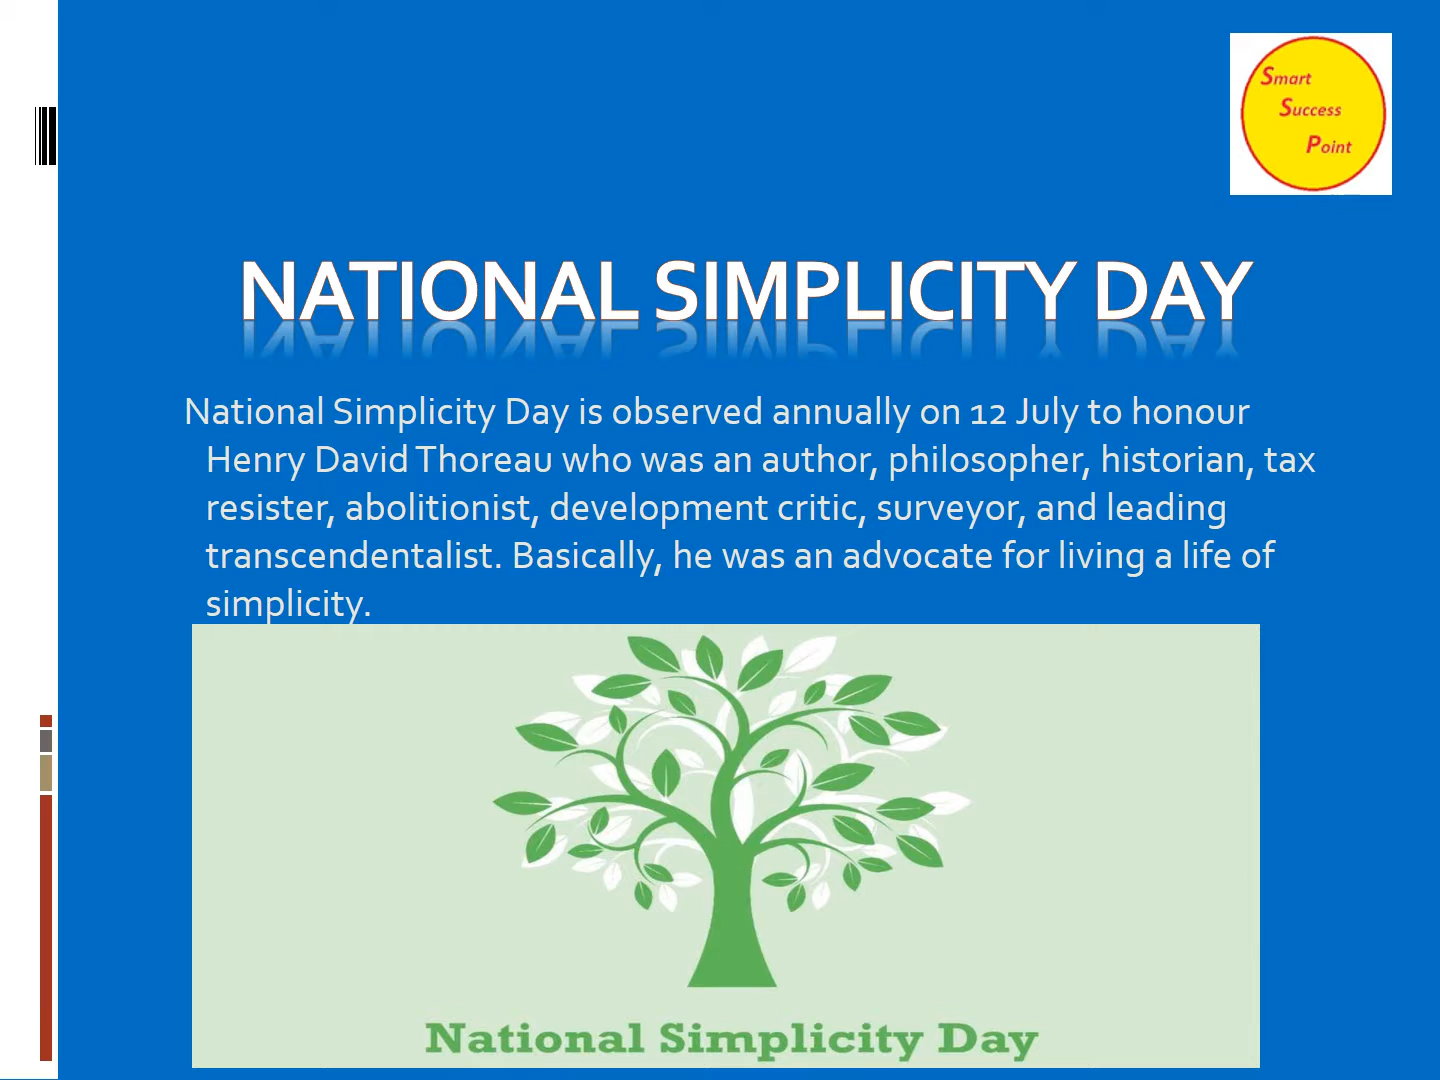 Smart
Success
Point
NATIONAL SIMPLICITY DAY
National Simplicity Day is observed annually on 12 July to honour
Henry David Thoreau who was an author, philosopher, historian, tax
resister, abolitionist, development critic, surveyor, and leading
transcendentalist. Basically, he was an advocate for living a life of
simplicity.
National Simplicity Day